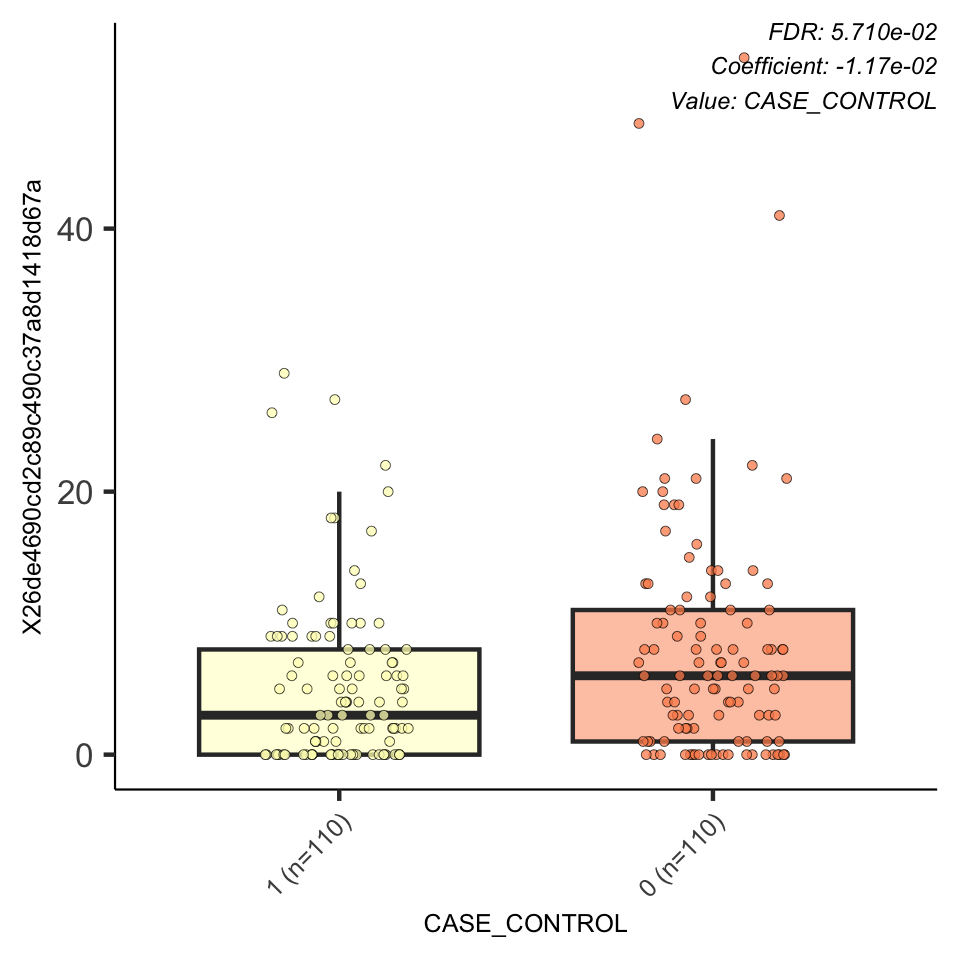 FDR: 5.710e-02
Coefficient: -1.17e-02
Value: CASE_CONTROL
X26de4690cd2c89c490c37a8d1418d67a
40
20
0
1 (n=110)
0 (n=110)
CASE_CONTROL